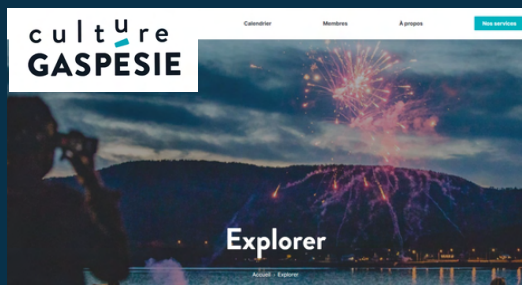 culture
GASPÉSIE
Calendrier Membres À propos Nos services
Explorer
Accueil - Explorer